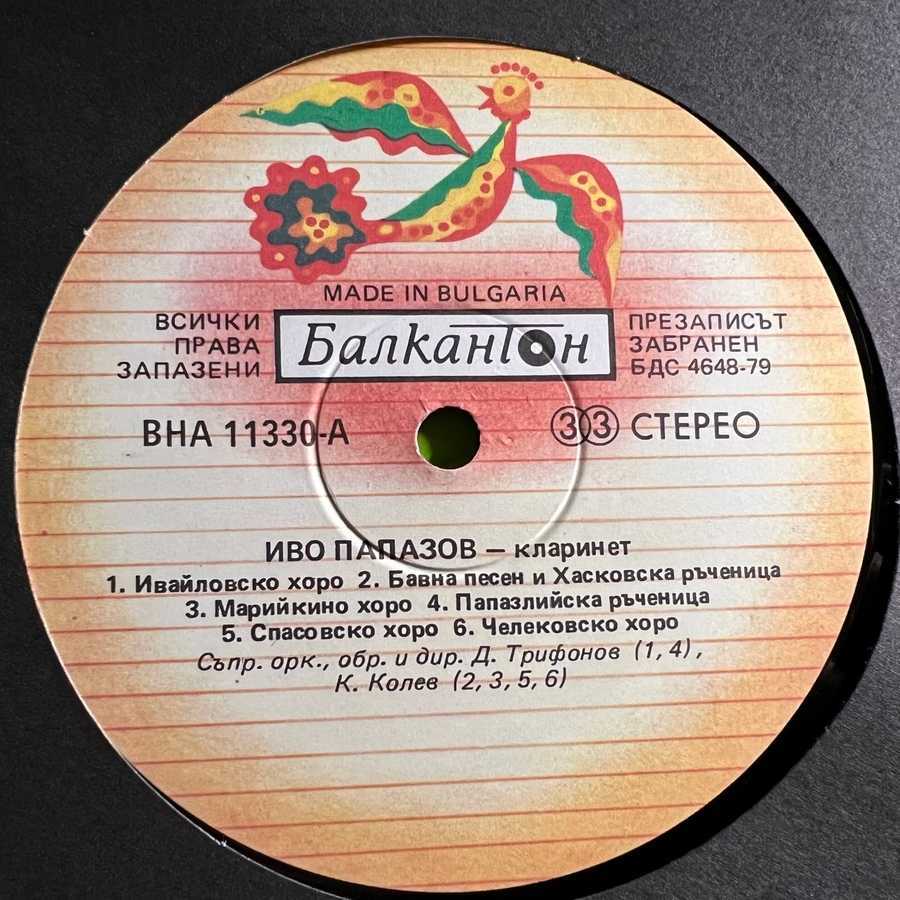 MADE IN BULGARIA
ВСИЧКИ
ПРАВА
ЗАПАЗЕНИ
Балкантон
ПРЕЗАПИСЪТ
ЗАБРАНЕН
БДС 4648-79
ВНА 11330-А
33 СТЕРЕО
ИВО ПАПАЗОВ – кларинет
1. Ивайловско хоро 2. Бавна песен и Хасковска ръченица
3. Марийкино хоро 4. Папазлийска ръченица
5. Спасовско хоро 6. Челековско хоро
Съпр. орк., обр. и дир. Д. Трифонов (1, 4),
К. Колев (2, 3, 5, 6)